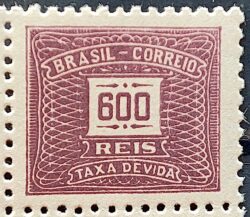 BRASIL - CORREIO
600
REIS
TAXA DEVIDA